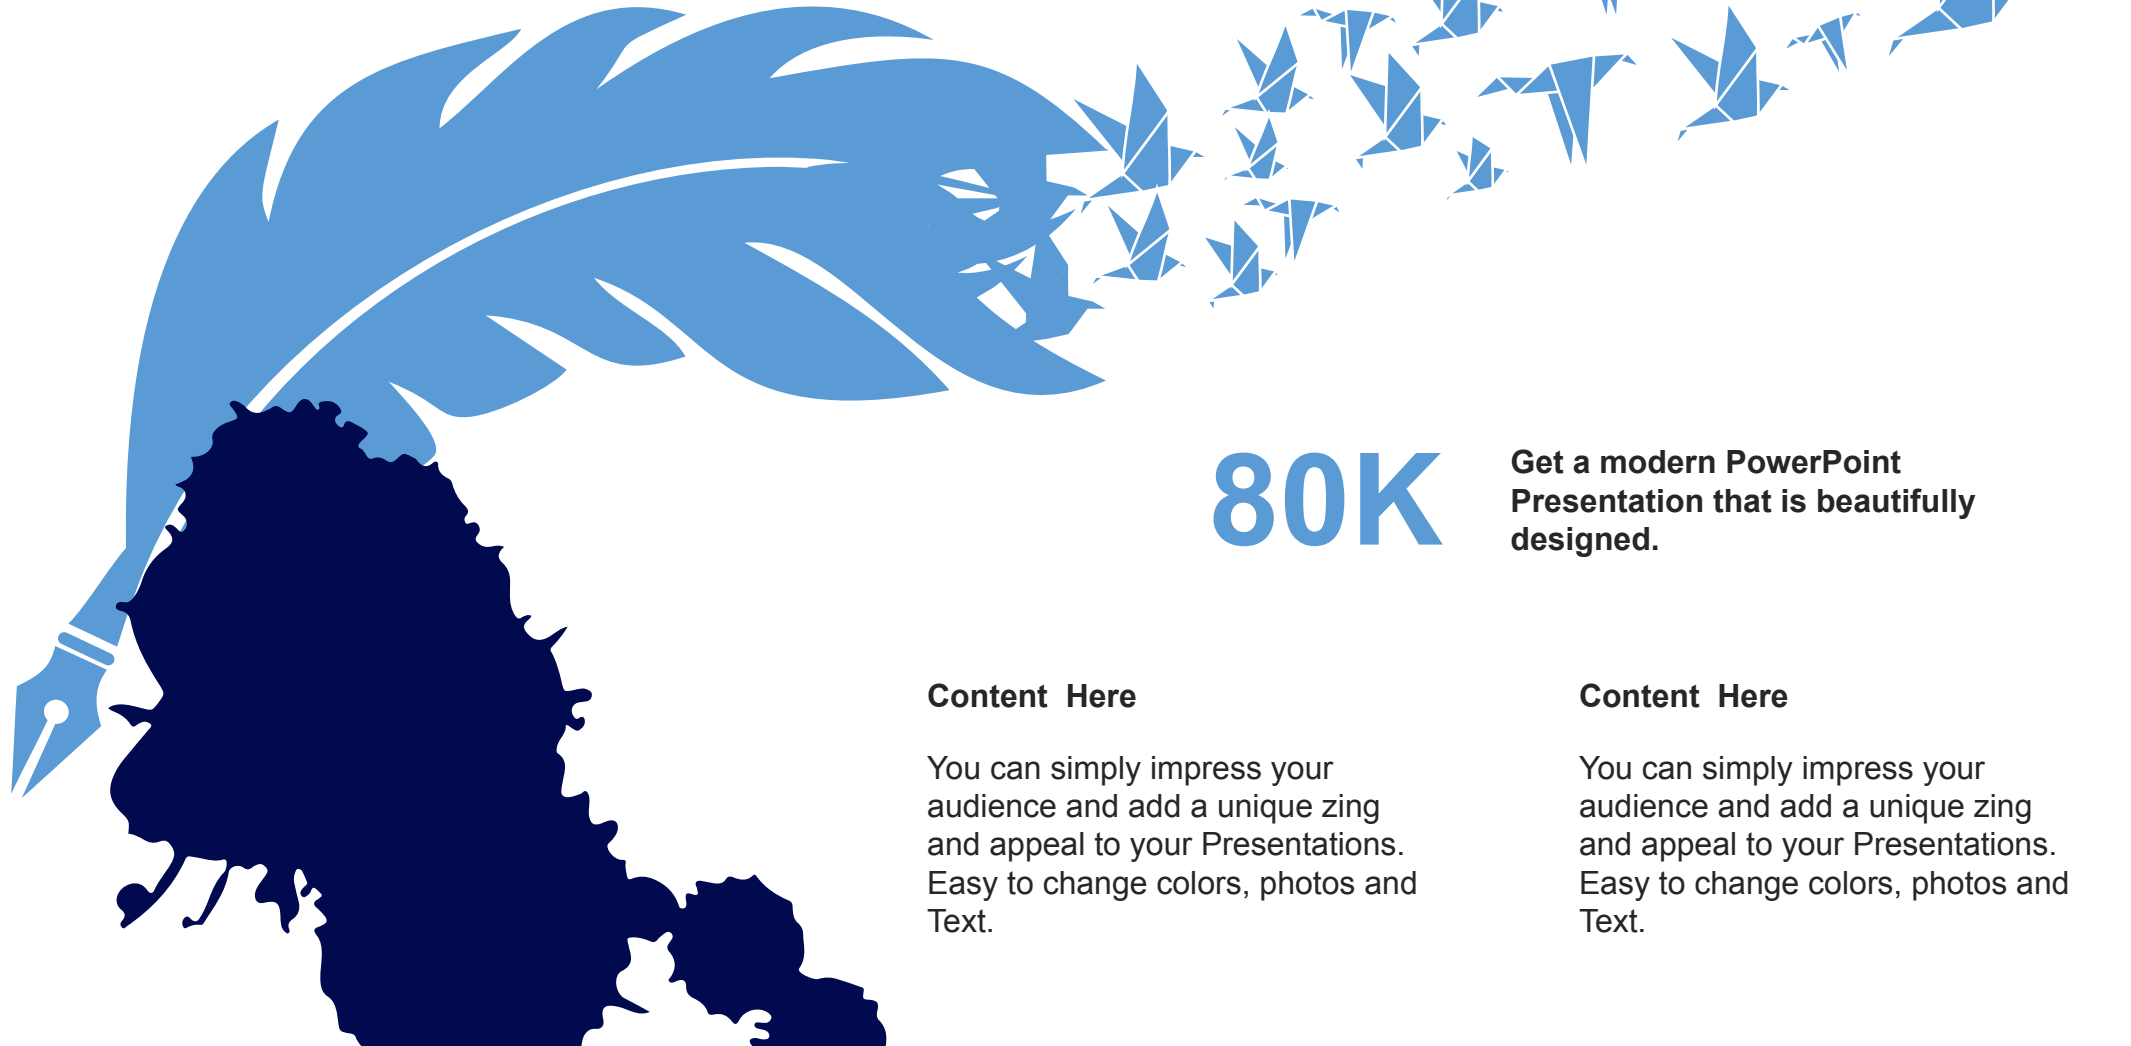 80K
Get a modern PowerPoint
Presentation that is beautifully
designed.
Content  Here
You can simply impress your
audience and add a unique zing
and appeal to your Presentations.
Easy to change colors, photos and
Text.
Content  Here
You can simply impress your
audience and add a unique zing
and appeal to your Presentations.
Easy to change colors, photos and
Text.